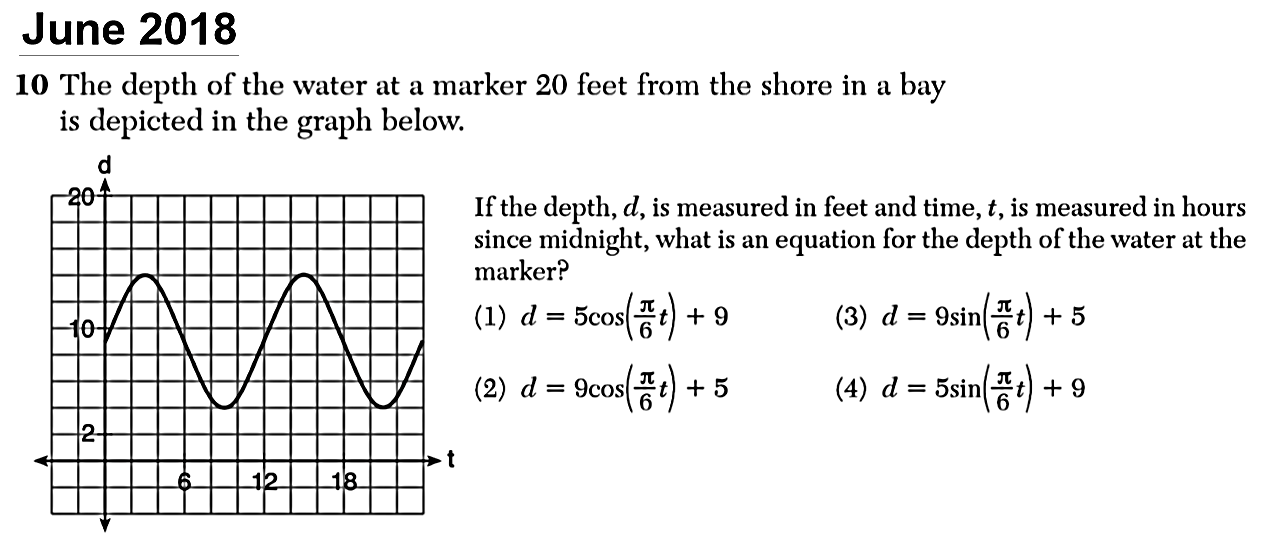 June 2018
10 The depth of the water at a marker 20 feet from the shore in a bay
is depicted in the graph below.
d
20
10
2
6 12 18
t
If the depth, d, is measured in feet and time, t, is measured in hours
since midnight, what is an equation for the depth of the water at the
marker?
(1) d = 5cos(π/6 t) + 9 (3) d = 9sin(π/6 t) + 5
(2) d = 9cos(π/6 t) + 5 (4) d = 5sin(π/6 t) + 9